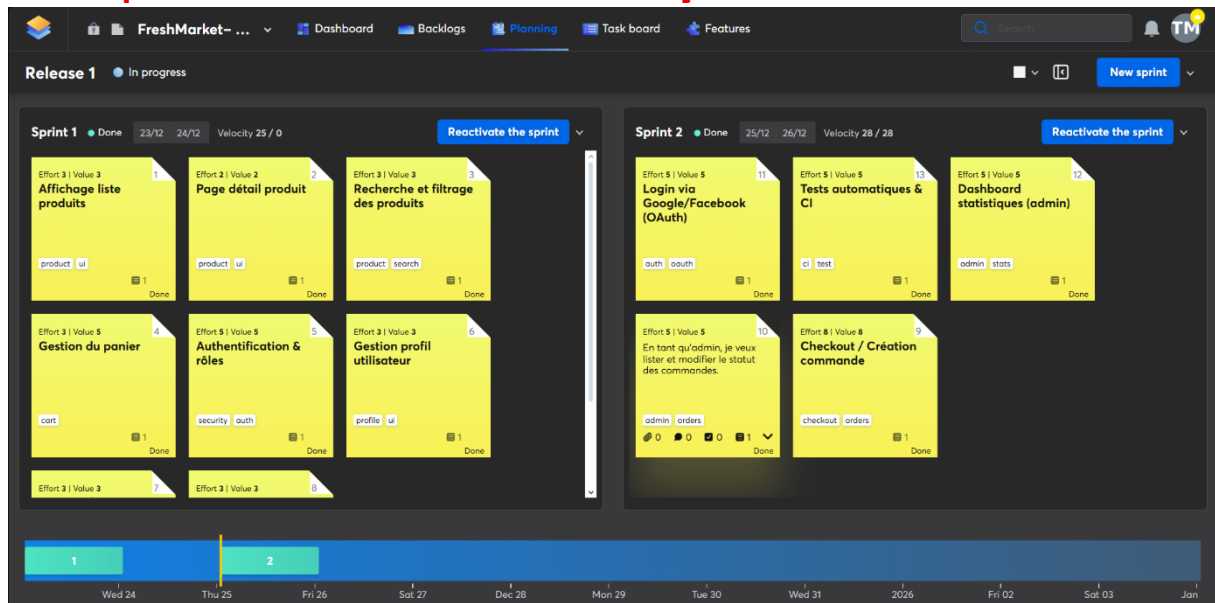 FreshMarket- ...
Dashboard
Backlogs
Planning
Task board
Features
Search
TM
Release 1
In progress
New sprint
Sprint 1
Done
23/12 24/12
Velocity 25 / 0
Reactivate the sprint
Effort 3 | Value 3
1
Affichage liste
produits
product ui
1
Done
Effort 2 | Value 2
2
Page détail produit
product ui
1
Done
Effort 3 | Value 3
3
Recherche et filtrage
des produits
product search
1
Done
Effort 3 | Value 5
4
Gestion du panier
cart
1
Done
Effort 5 | Value 5
5
Authentification &
rôles
security auth
1
Done
Effort 3 | Value 3
6
Gestion profil
utilisateur
profile ui
1
Done
Effort 3 | Value 3
7
Effort 3 | Value 3
8
Sprint 2
Done
25/12 26/12
Velocity 28 / 28
Reactivate the sprint
Effort 5 | Value 5
11
Login via
Google/Facebook
(OAuth)
auth oauth
1
Done
Effort 5 | Value 5
13
Tests automatiques &
CI
ci test
1
Done
Effort 5 | Value 5
12
Dashboard
statistiques (admin)
admin stats
1
Done
Effort 5 | Value 5
10
En tant qu'admin, je veux
lister et modifier le statut
des commandes.
admin orders
0 0 0 1
Done
Effort 8 | Value 8
9
Checkout / Création
commande
checkout orders
1
Done
1
2
Wed 24
Thu 25
Fri 26
Sat 27
Dec 28
Mon 29
Tue 30
Wed 31
2026
Fri 02
Sat 03
Jan